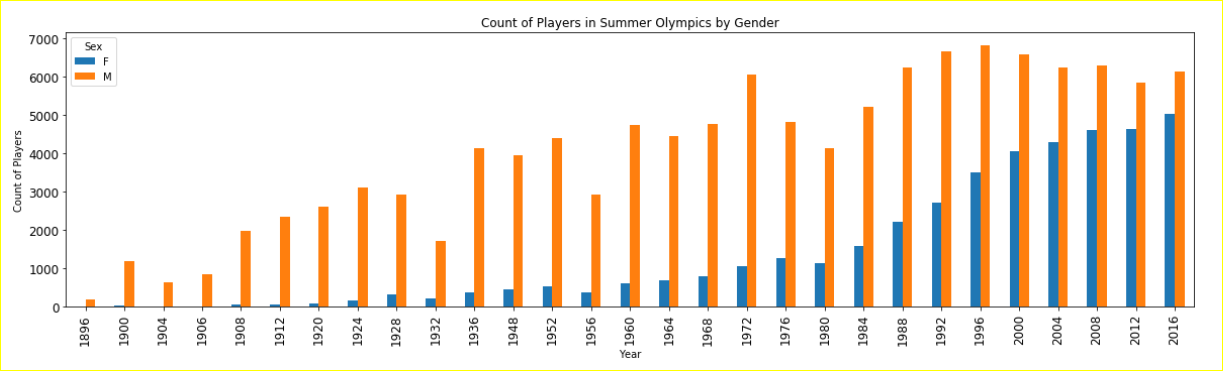 Count of Players in Summer Olympics by Gender
Sex
F
M
Count of Players
7000
6000
5000
4000
3000
2000
1000
0
1896 1900 1904 1906 1908 1912 1920 1924 1928 1932 1936 1948 1952 1956 1960 1964 1968 1972 1976 1980 1984 1988 1992 1996 2000 2004 2008 2012 2016
Year